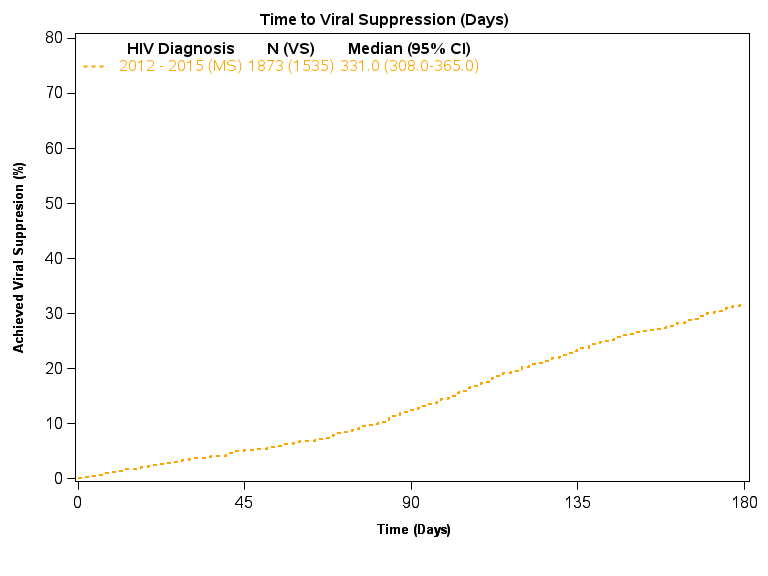 Time to Viral Suppression (Days)
HIV Diagnosis N (VS) Median (95% CI)
2012 - 2015 (MS) 1873 (1535) 331.0 (308.0-365.0)
Achieved Viral Suppresion (%)
80
70
60
50
40
30
20
10
0
0 45 90 135 180
Time (Days)